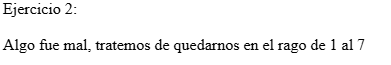 Ejercicio 2:
Algo fue mal, tratemos de quedarnos en el rago de 1 al 7